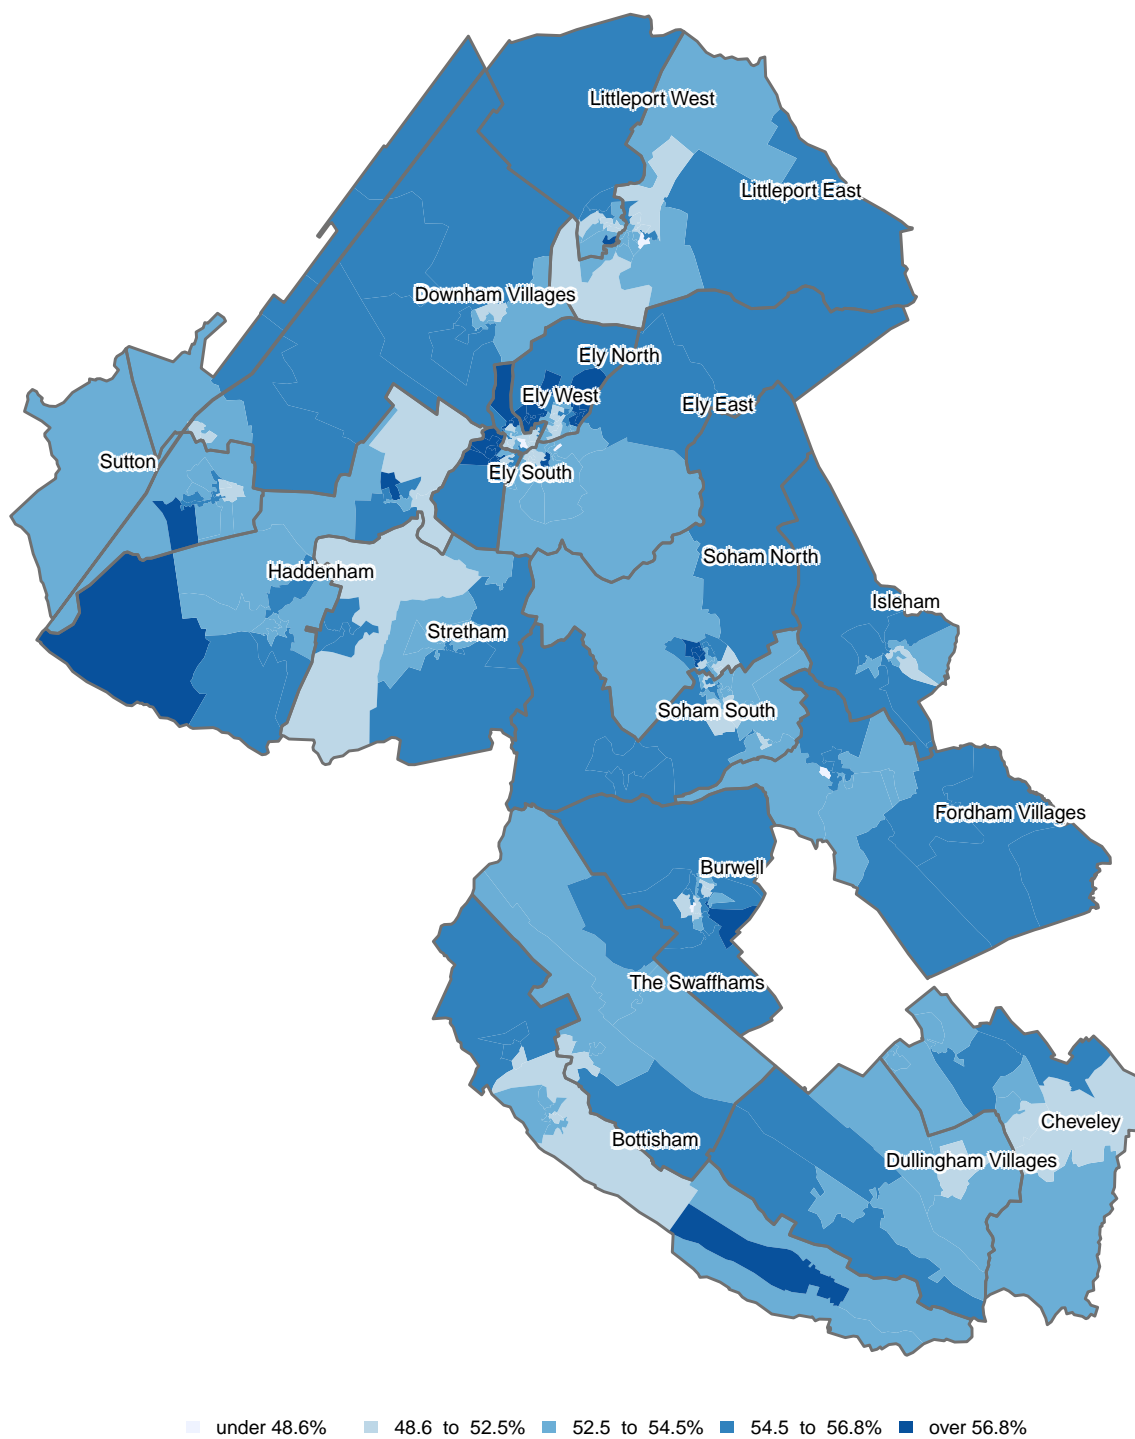 Littleport West
Littleport East
Downham Villages
Ely North
Ely West
Ely East
Sutton
Ely South
Soham North
Haddenham
Isleham
Stretham
Soham South
Fordham Villages
Burwell
The Swaffhams
Cheveley
Bottisham
Dullingham Villages
under 48.6% 48.6 to 52.5% 52.5 to 54.5% 54.5 to 56.8% over 56.8%